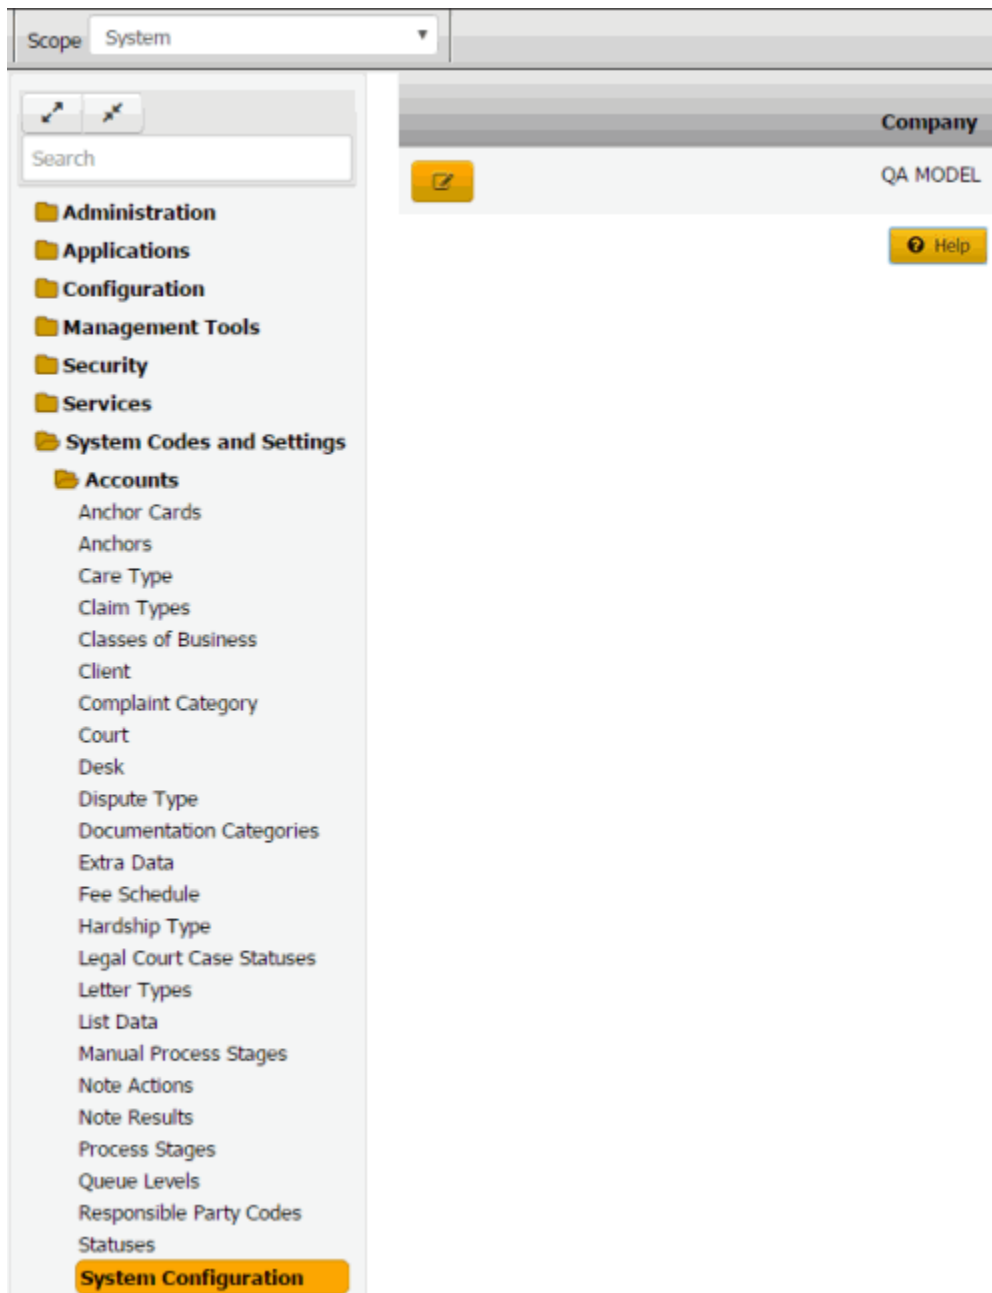 Scope System
Search
Company
QA MODEL
Help
Administration
Applications
Configuration
Management Tools
Security
Services
System Codes and Settings
Accounts
Anchor Cards
Anchors
Care Type
Claim Types
Classes of Business
Client
Complaint Category
Court
Desk
Dispute Type
Documentation Categories
Extra Data
Fee Schedule
Hardship Type
Legal Court Case Statuses
Letter Types
List Data
Manual Process Stages
Note Actions
Note Results
Process Stages
Queue Levels
Responsible Party Codes
Statuses
System Configuration